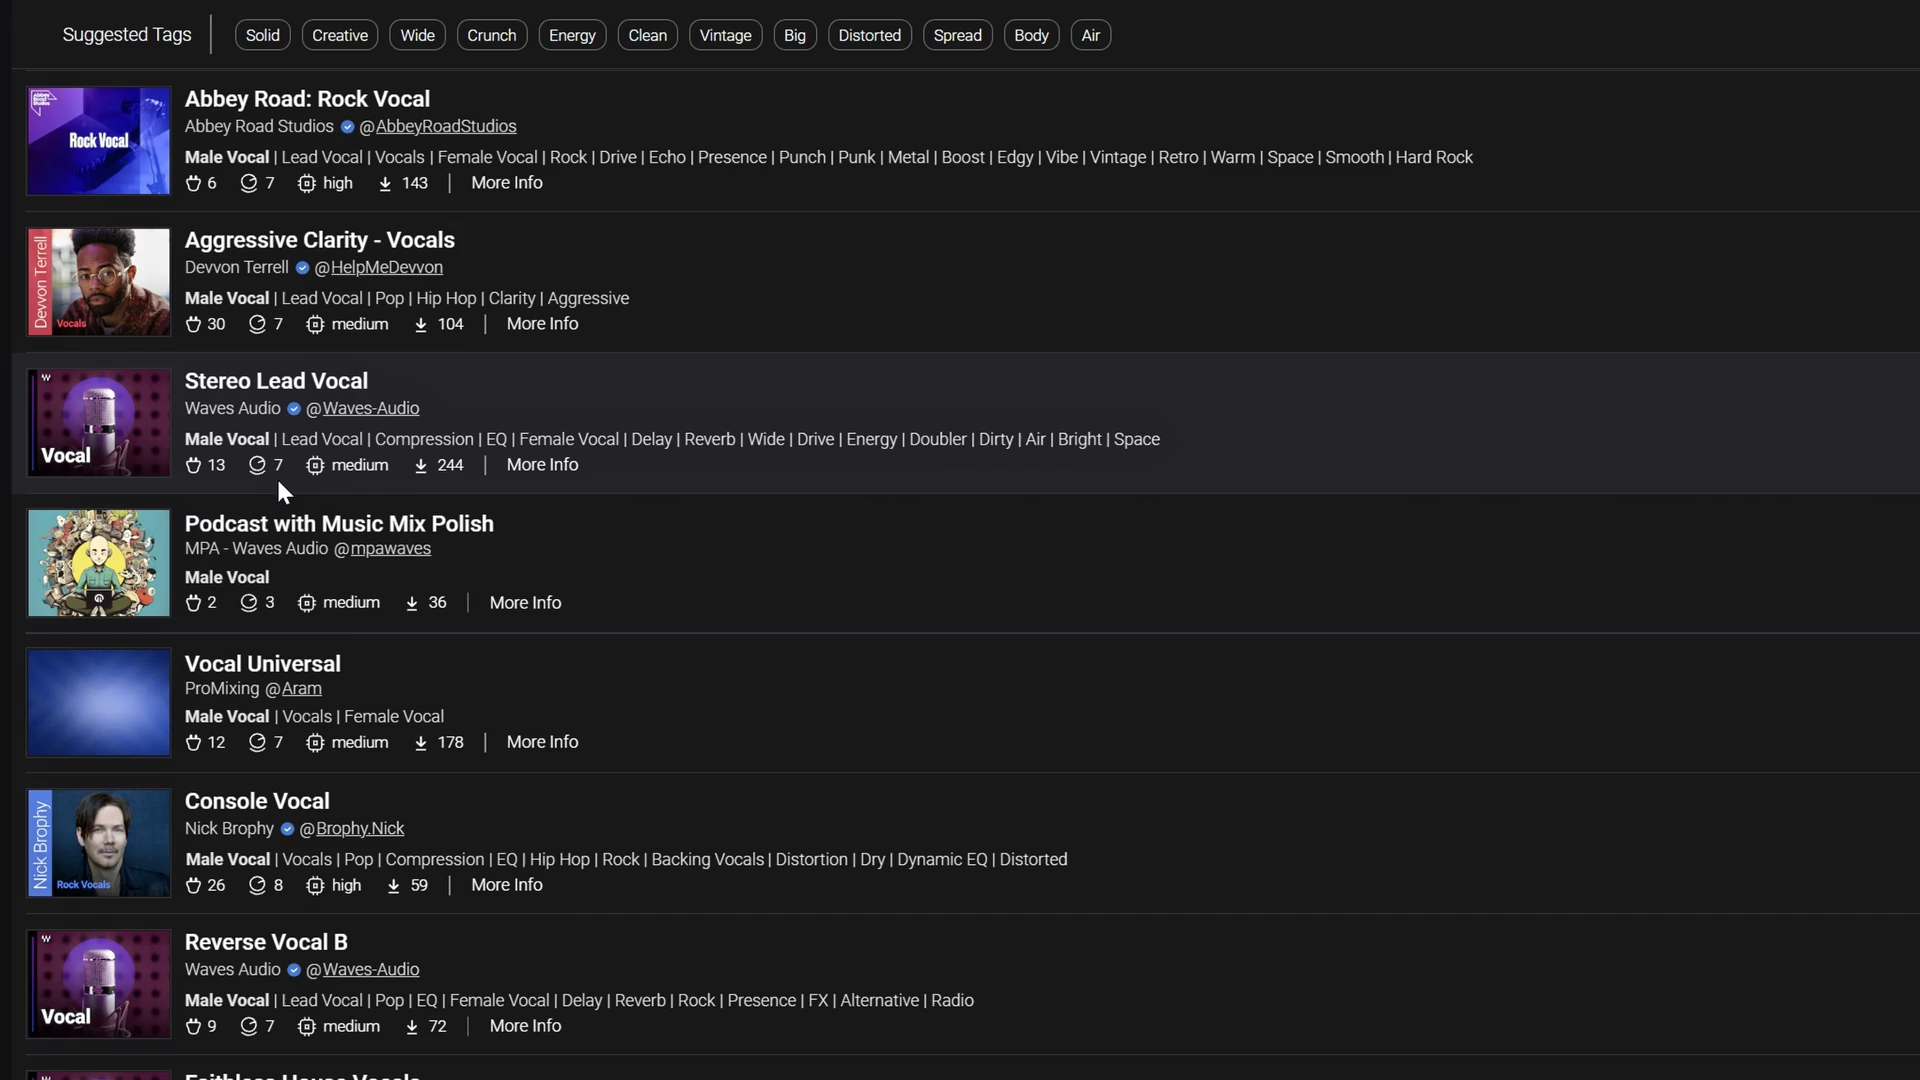 Suggested Tags Solid Creative Wide Crunch Energy Clean Vintage Big Distorted Spread Body Air
Abbey Road Studios
Rock Vocal
Abbey Road: Rock Vocal
Abbey Road Studios @AbbeyRoadStudios
Male Vocal | Lead Vocal | Vocals | Female Vocal | Rock | Drive | Echo | Presence | Punch | Punk | Metal | Boost | Edgy | Vibe | Vintage | Retro | Warm | Space | Smooth | Hard Rock
6 7 high 143 | More Info
Devvon Terrell
Vocals
Aggressive Clarity - Vocals
Devvon Terrell @HelpMeDevvon
Male Vocal | Lead Vocal | Pop | Hip Hop | Clarity | Aggressive
30 7 medium 104 | More Info
W
Vocal
Stereo Lead Vocal
Waves Audio @Waves-Audio
Male Vocal | Lead Vocal | Compression | EQ | Female Vocal | Delay | Reverb | Wide | Drive | Energy | Doubler | Dirty | Air | Bright | Space
13 7 medium 244 | More Info
Podcast with Music Mix Polish
MPA - Waves Audio @mpawaves
Male Vocal
2 3 medium 36 | More Info
Vocal Universal
ProMixing @Aram
Male Vocal | Vocals | Female Vocal
12 7 medium 178 | More Info
Nick Brophy
Rock Vocals
Console Vocal
Nick Brophy @Brophy.Nick
Male Vocal | Vocals | Pop | Compression | EQ | Hip Hop | Rock | Backing Vocals | Distortion | Dry | Dynamic EQ | Distorted
26 8 high 59 | More Info
W
Vocal
Reverse Vocal B
Waves Audio @Waves-Audio
Male Vocal | Lead Vocal | Pop | EQ | Female Vocal | Delay | Reverb | Rock | Presence | FX | Alternative | Radio
9 7 medium 72 | More Info
W
Faithless House Vocals